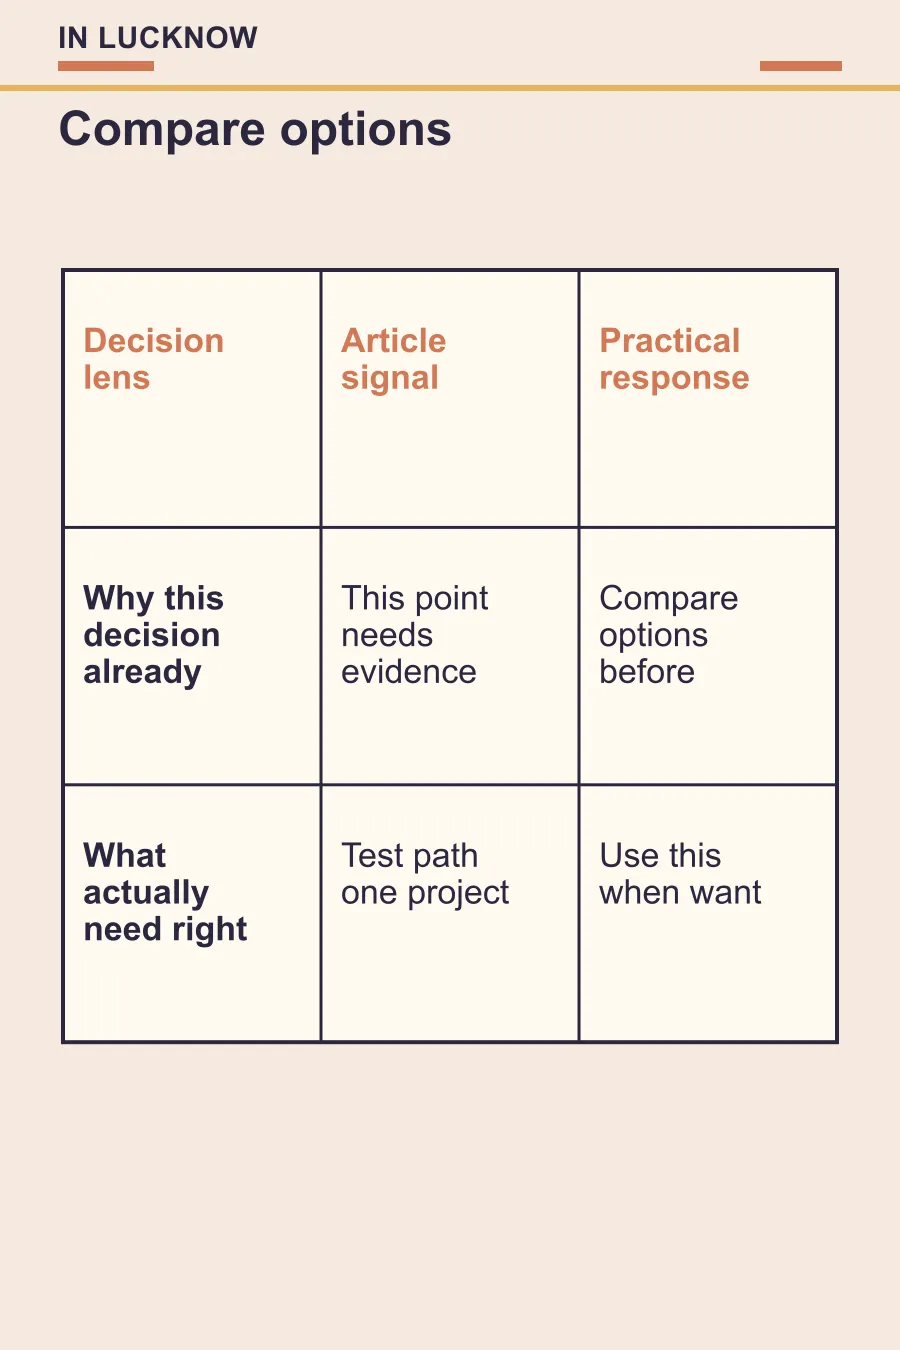 IN LUCKNOW
Compare options
Decision
lens
Article
signal
Practical
response
Why this
decision
already
This point
needs
evidence
Compare
options
before
What
actually
need right
Test path
one project
Use this
when want